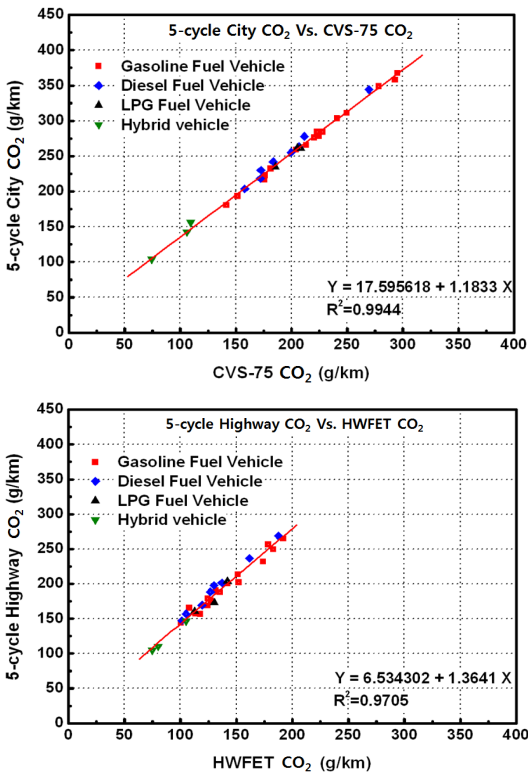 5-cycle City CO₂ Vs. CVS-75 CO₂
Gasoline Fuel Vehicle
Diesel Fuel Vehicle
LPG Fuel Vehicle
Hybrid vehicle
450
400
350
300
250
200
150
100
50
0
5-cycle City CO₂ (g/km)
Y = 17.595618 + 1.1833 X
R²=0.9944
0 50 100 150 200 250 300 350 400
CVS-75 CO₂ (g/km)
5-cycle Highway CO₂ Vs. HWFET CO₂
Gasoline Fuel Vehicle
Diesel Fuel Vehicle
LPG Fuel Vehicle
Hybrid vehicle
450
400
350
300
250
200
150
100
50
0
5-cycle Highway CO₂ (g/km)
Y = 6.534302 + 1.3641 X
R²=0.9705
0 50 100 150 200 250 300 350 400
HWFET CO₂ (g/km)